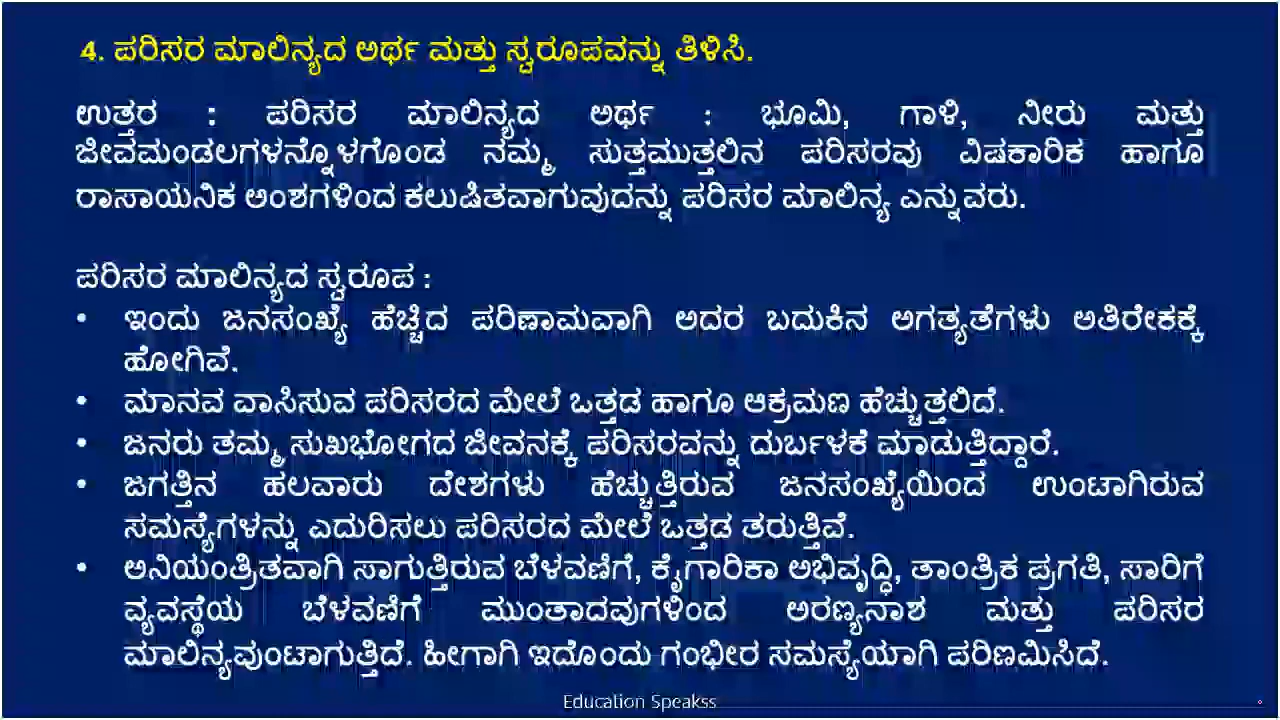 4. ಪರಿಸರ ಮಾಲಿನ್ಯದ ಅರ್ಥ ಮತ್ತು ಸ್ವರೂಪವನ್ನು ತಿಳಿಸಿ.
ಉತ್ತರ : ಪರಿಸರ ಮಾಲಿನ್ಯದ ಅರ್ಥ : ಭೂಮಿ, ಗಾಳಿ, ನೀರು ಮತ್ತು
ಜೀವಮಂಡಲಗಳನ್ನೊಳಗೊಂಡ ನಮ್ಮ ಸುತ್ತಮುತ್ತಲಿನ ಪರಿಸರವು ವಿಷಕಾರಿಕ ಹಾಗೂ
ರಾಸಾಯನಿಕ ಅಂಶಗಳಿಂದ ಕಲುಷಿತವಾಗುವುದನ್ನು ಪರಿಸರ ಮಾಲಿನ್ಯ ಎನ್ನುವರು.
ಪರಿಸರ ಮಾಲಿನ್ಯದ ಸ್ವರೂಪ :
• ಇಂದು ಜನಸಂಖ್ಯೆ ಹೆಚ್ಚಿದ ಪರಿಣಾಮವಾಗಿ ಅದರ ಬದುಕಿನ ಅಗತ್ಯತೆಗಳು ಅತಿರೇಕಕ್ಕೆ
ಹೋಗಿವೆ.
• ಮಾನವ ವಾಸಿಸುವ ಪರಿಸರದ ಮೇಲೆ ಒತ್ತಡ ಹಾಗೂ ಆಕ್ರಮಣ ಹೆಚ್ಚುತ್ತಲಿದೆ.
• ಜನರು ತಮ್ಮ ಸುಖಭೋಗದ ಜೀವನಕ್ಕೆ ಪರಿಸರವನ್ನು ದುರ್ಬಳಕೆ ಮಾಡುತ್ತಿದ್ದಾರೆ.
• ಜಗತ್ತಿನ ಹಲವಾರು ದೇಶಗಳು ಹೆಚ್ಚುತ್ತಿರುವ ಜನಸಂಖ್ಯೆಯಿಂದ ಉಂಟಾಗಿರುವ
ಸಮಸ್ಯೆಗಳನ್ನು ಎದುರಿಸಲು ಪರಿಸರದ ಮೇಲೆ ಒತ್ತಡ ತರುತ್ತಿವೆ.
• ಅನಿಯಂತ್ರಿತವಾಗಿ ಸಾಗುತ್ತಿರುವ ಬೆಳವಣಿಗೆ, ಕೈಗಾರಿಕಾ ಅಭಿವೃದ್ಧಿ, ತಾಂತ್ರಿಕ ಪ್ರಗತಿ, ಸಾರಿಗೆ
ವ್ಯವಸ್ಥೆಯ ಬೆಳವಣಿಗೆ ಮುಂತಾದವುಗಳಿಂದ ಅರಣ್ಯನಾಶ ಮತ್ತು ಪರಿಸರ
ಮಾಲಿನ್ಯವುಂಟಾಗುತ್ತಿದೆ. ಹೀಗಾಗಿ ಇದೊಂದು ಗಂಭೀರ ಸಮಸ್ಯೆಯಾಗಿ ಪರಿಣಮಿಸಿದೆ.
Education Speakss